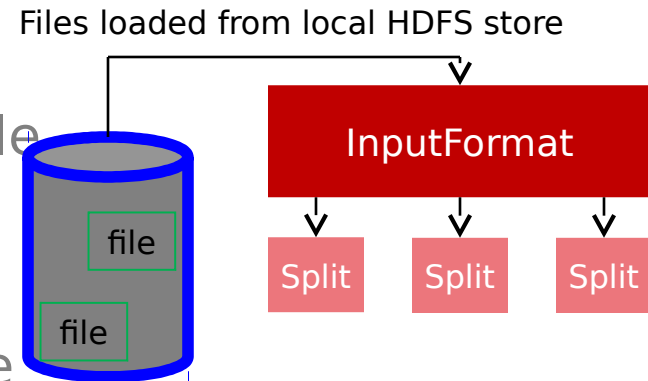 Files loaded from local HDFS store
InputFormat
file
Split
Split
Split
file